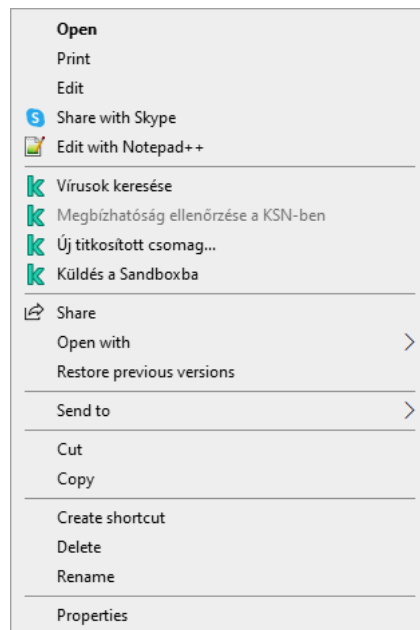 Open
Print
Edit
Share with Skype
Edit with Notepad++
Vírusok keresése
Megbízhatóság ellenőrzése a KSN-ben
Új titkosított csomag...
Küldés a Sandboxba
Share
Open with
Restore previous versions
Send to
Cut
Copy
Create shortcut
Delete
Rename
Properties